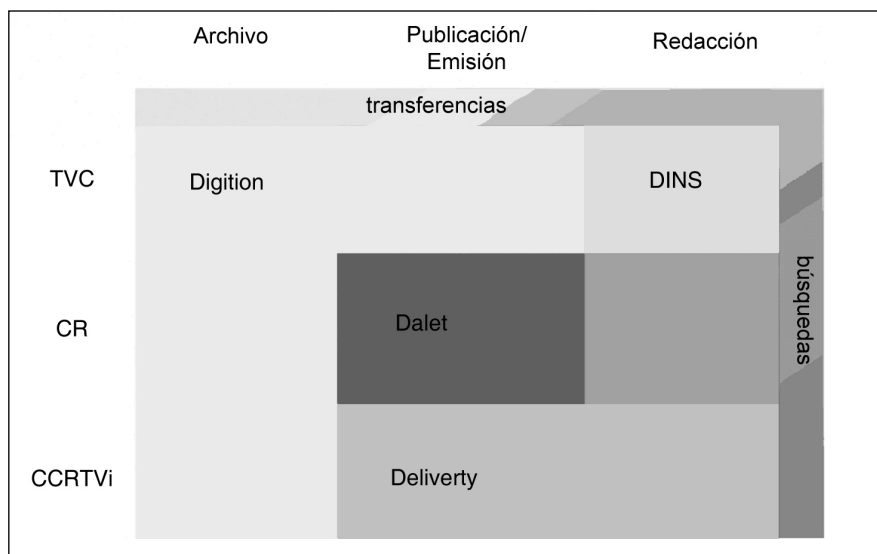 Archivo
Publicación/
Emisión
Redacción
transferencias
TVC
Digition
DINS
búsquedas
CR
Dalet
CCRTVi
Deliverty